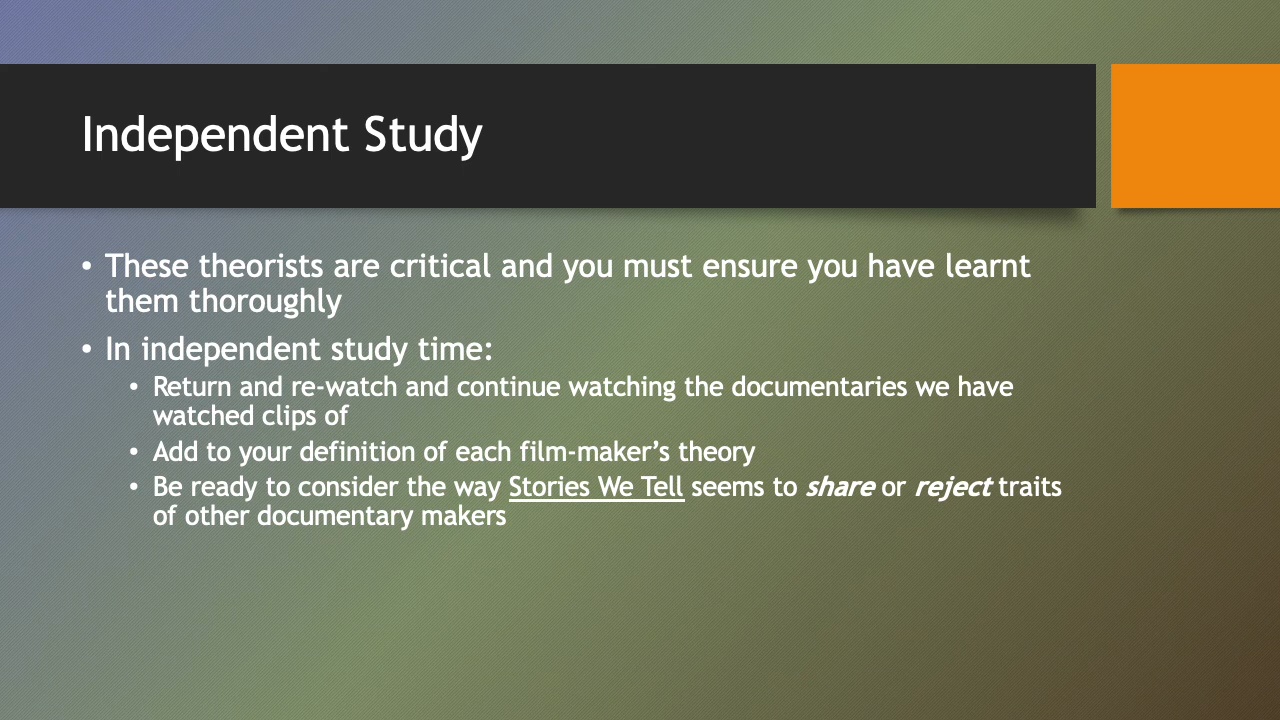 Independent Study
• These theorists are critical and you must ensure you have learnt
them thoroughly
• In independent study time:
• Return and re-watch and continue watching the documentaries we have
watched clips of
• Add to your definition of each film-maker’s theory
• Be ready to consider the way Stories We Tell seems to share or reject traits
of other documentary makers